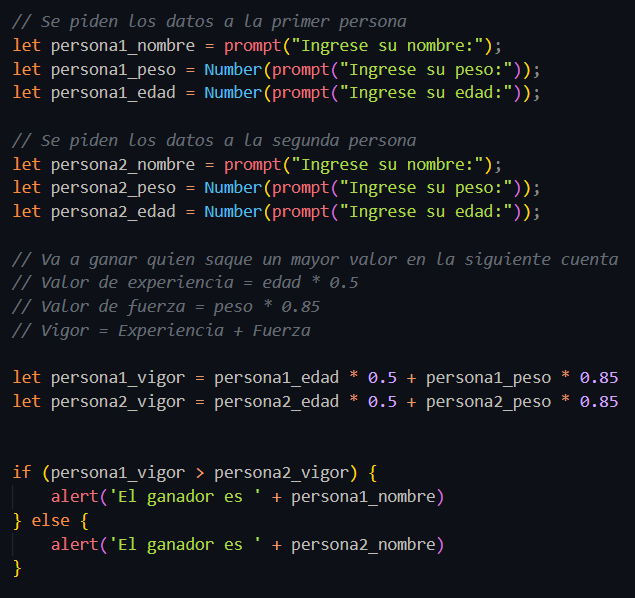 // Se piden los datos a la primer persona
let persona1_nombre = prompt("Ingrese su nombre:");
let persona1_peso = Number(prompt("Ingrese su peso:"));
let persona1_edad = Number(prompt("Ingrese su edad:"));

// Se piden los datos a la segunda persona
let persona2_nombre = prompt("Ingrese su nombre:");
let persona2_peso = Number(prompt("Ingrese su peso:"));
let persona2_edad = Number(prompt("Ingrese su edad:"));

// Va a ganar quien saque un mayor valor en la siguiente cuenta
// Valor de experiencia = edad * 0.5
// Valor de fuerza = peso * 0.85
// Vigor = Experiencia + Fuerza

let persona1_vigor = persona1_edad * 0.5 + persona1_peso * 0.85
let persona2_vigor = persona2_edad * 0.5 + persona2_peso * 0.85

if (persona1_vigor > persona2_vigor) {
    alert('El ganador es ' + persona1_nombre)
} else {
    alert('El ganador es ' + persona2_nombre)
}